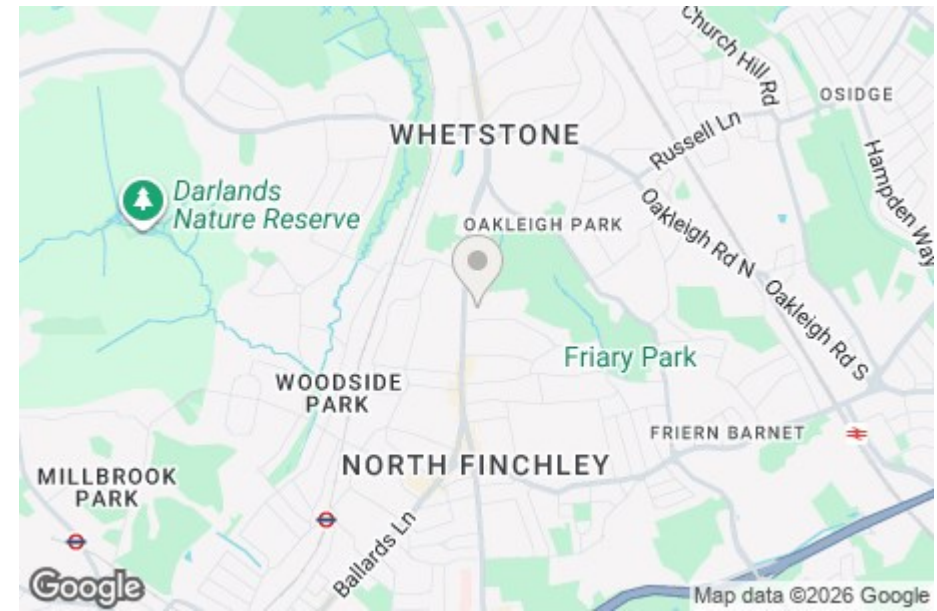 Church Hill Rd
OSIDGE
WHETSTONE
Russell Ln
Hampden Way
Darlands
Nature Reserve
OAKLEIGH PARK
Oakleigh Rd N
Oakleigh Rd S
Friary Park
WOODSIDE
PARK
FRIERN BARNET
NORTH FINCHLEY
MILLBROOK
PARK
Ballards Ln
Google
Map data ©2026 Google